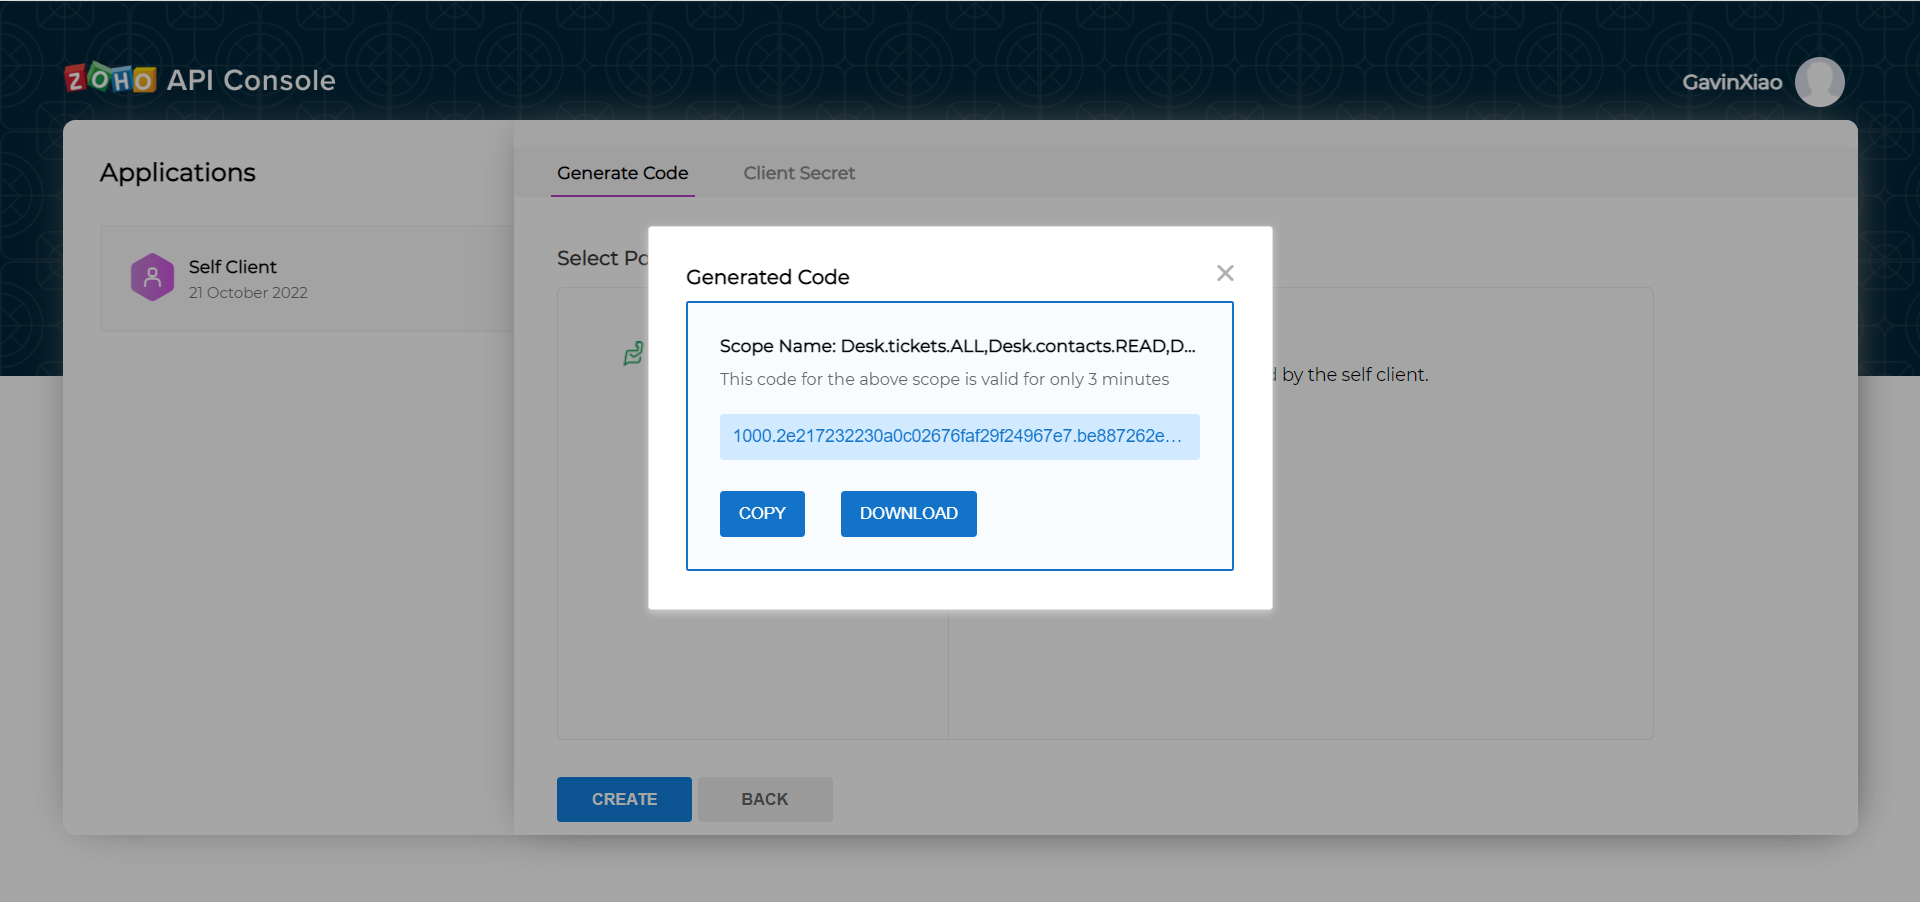 ZOHO API Console
GavinXiao
Applications
Self Client
21 October 2022
Generate Code
Client Secret
Select
Generated Code
Scope Name: Desk.tickets.ALL,Desk.contacts.READ,D...
This code for the above scope is valid for only 3 minutes
1000.2e217232230a0c02676faf29f24967e7.be887262e...
COPY
DOWNLOAD
by the self client.
CREATE
BACK